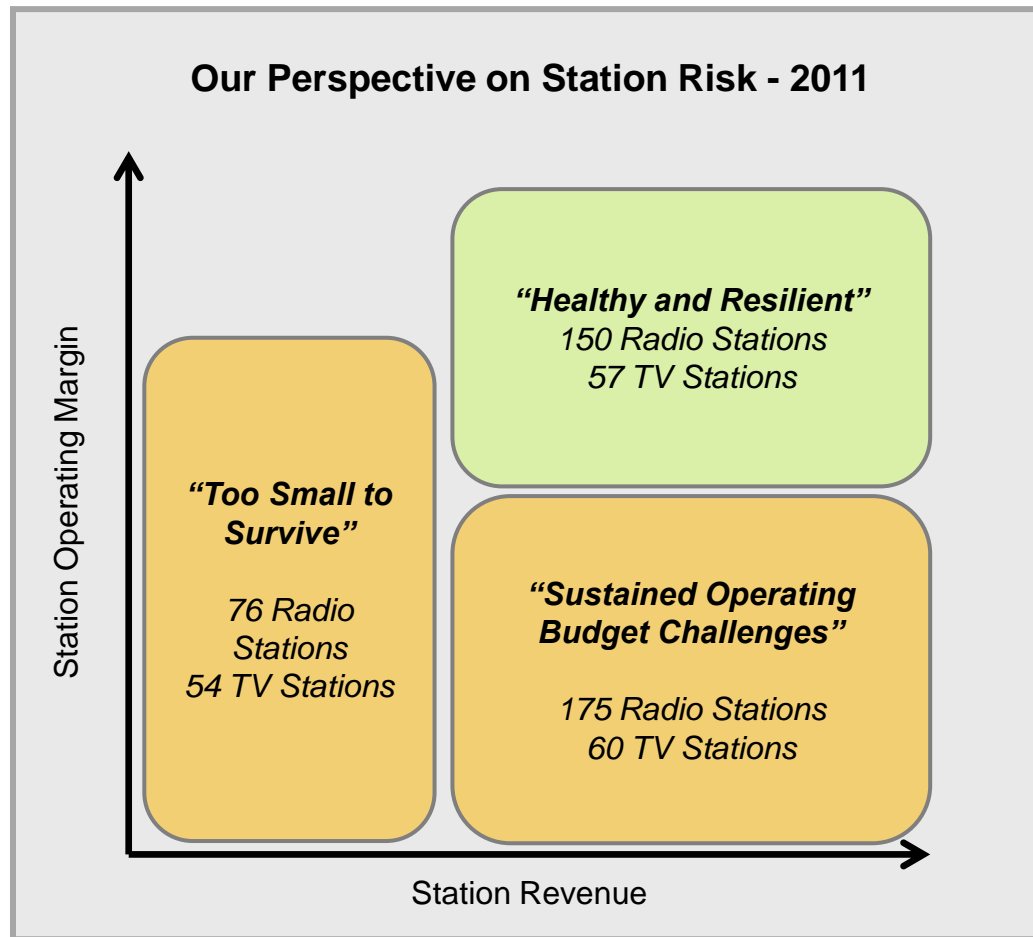 Our Perspective on Station Risk - 2011
Station Operating Margin
“Healthy and Resilient”
150 Radio Stations
57 TV Stations
“Too Small to
Survive”
76 Radio
Stations
54 TV Stations
“Sustained Operating
Budget Challenges”
175 Radio Stations
60 TV Stations
Station Revenue